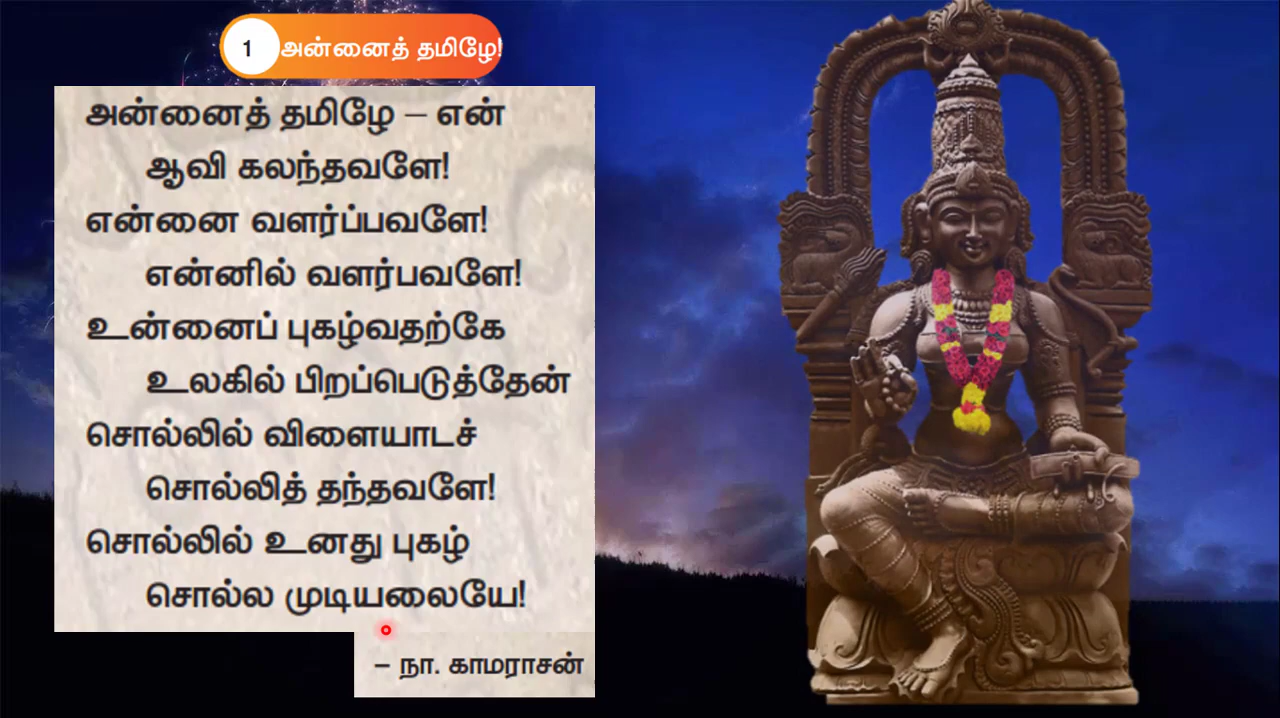 1 அன்னைத் தமிழே!
அன்னைத் தமிழே – என்
ஆவி கலந்தவளே!
என்னை வளர்ப்பவளே!
என்னில் வளர்பவளே!
உன்னைப் புகழ்வதற்கே
உலகில் பிறப்பெடுத்தேன்
சொல்லில் விளையாடச்
சொல்லித் தந்தவளே!
சொல்லில் உனது புகழ்
சொல்ல முடியலையே!
– நா. காமராசன்